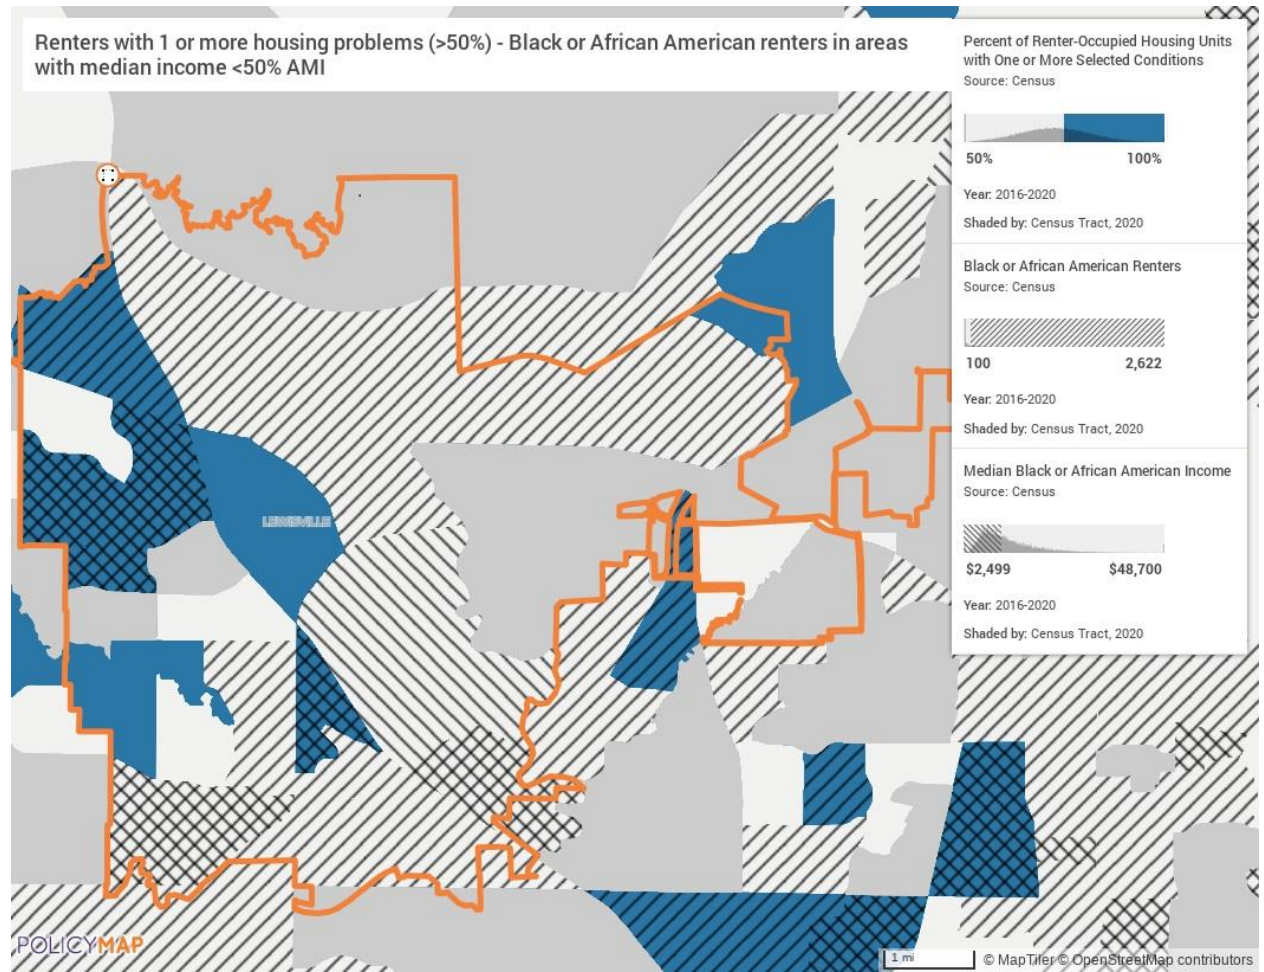 Renters with 1 or more housing problems (>50%) - Black or African American renters in areas
with median income <50% AMI
Percent of Renter-Occupied Housing Units
with One or More Selected Conditions
Source: Census
50% 100%
Year: 2016-2020
Shaded by: Census Tract, 2020
Black or African American Renters
Source: Census
100 2,622
Year: 2016-2020
Shaded by: Census Tract, 2020
Median Black or African American Income
Source: Census
$2,499 $48,700
Year: 2016-2020
Shaded by: Census Tract, 2020
LEWISVILLE
POLICYMAP
1 mi
© MapTiler © OpenStreetMap contributors